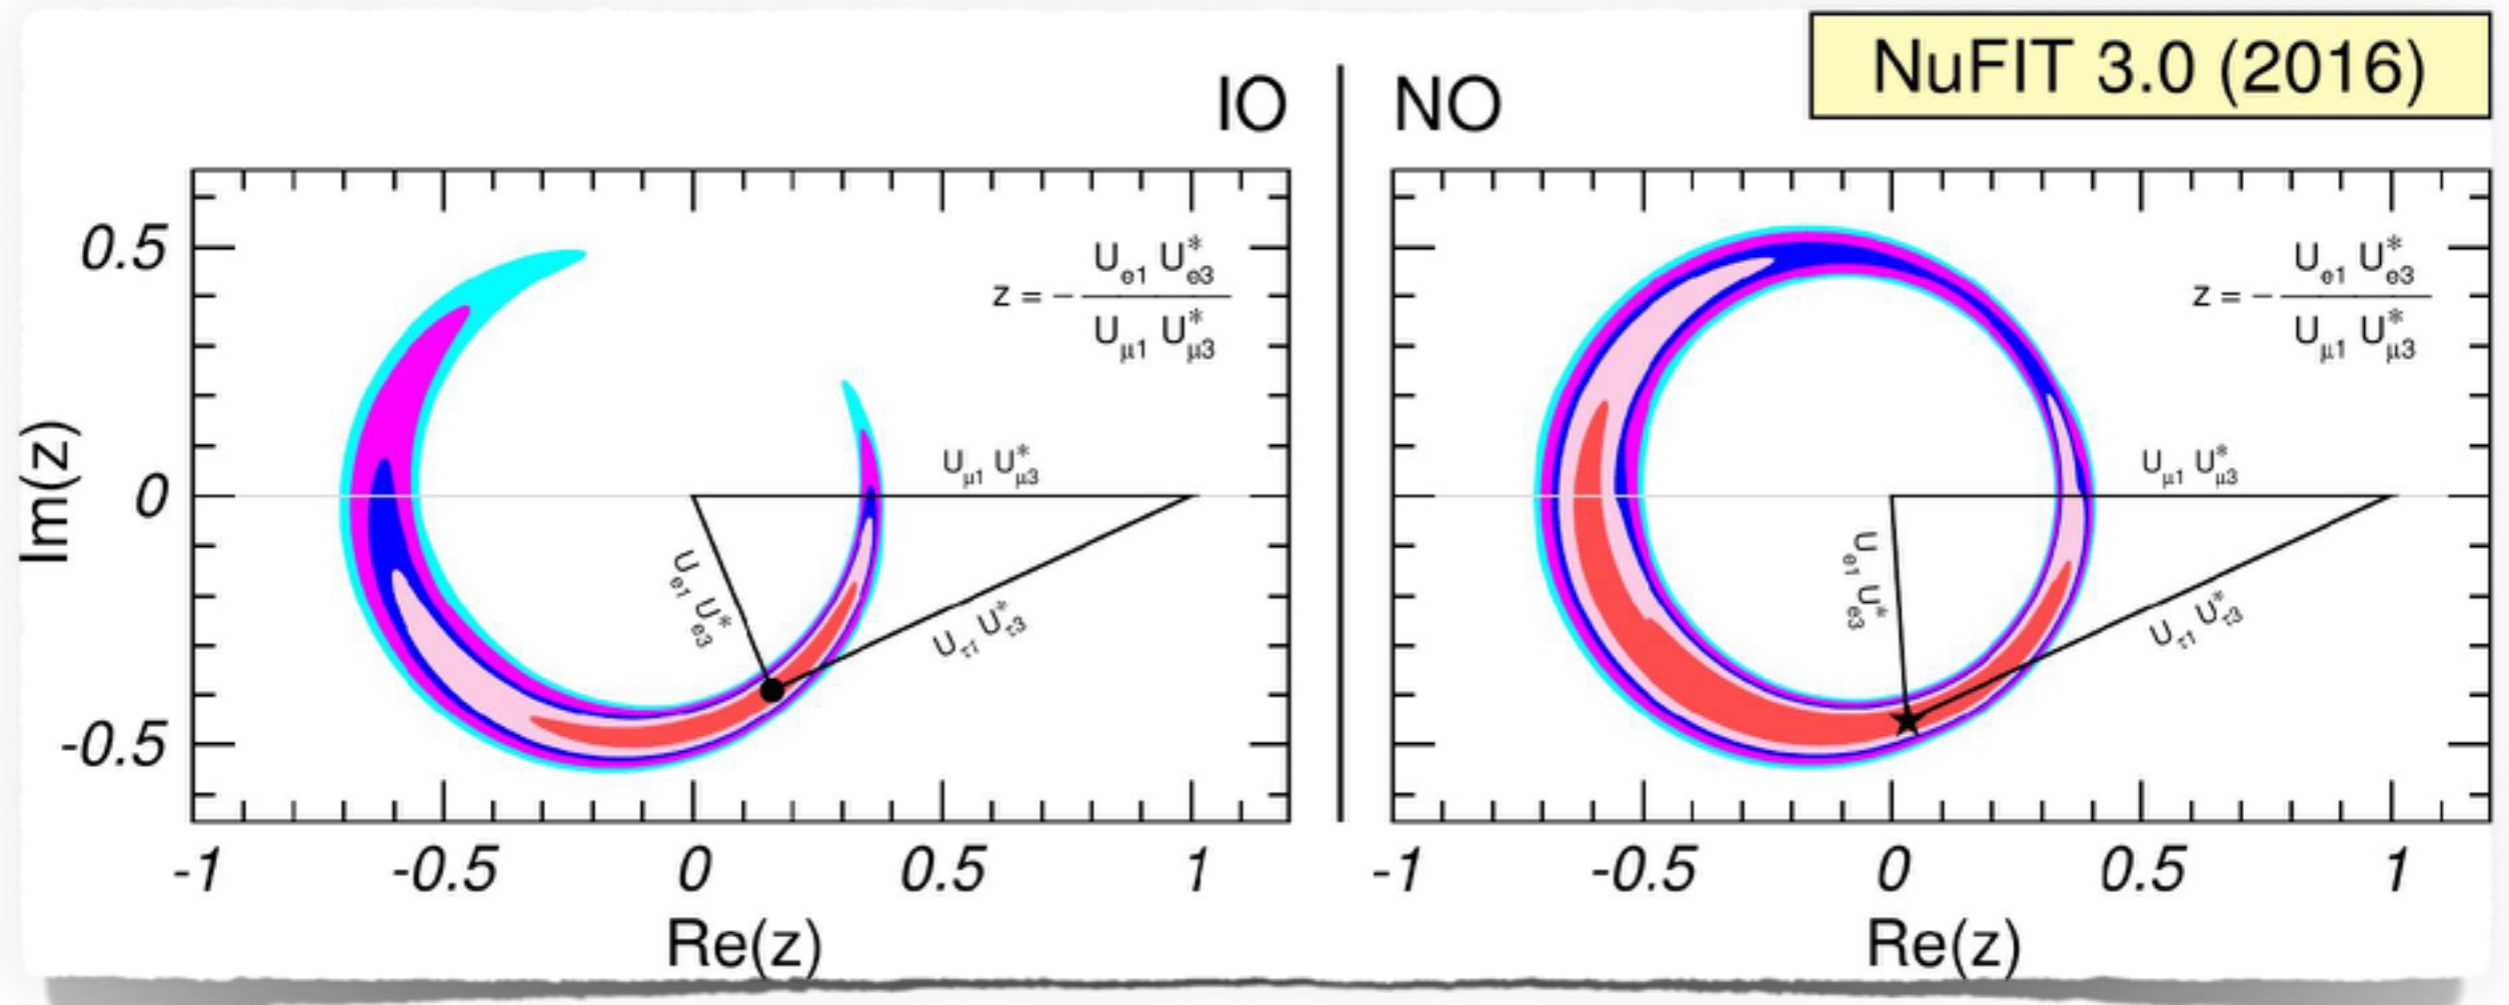 NuFIT 3.0 (2016)
IO
NO
0.5
0
-0.5
Im(z)
z = − U_e1 U*_e3 / U_μ1 U*_μ3
U_μ1 U*_μ3
U_e1 U*_e3
U_τ1 U*_τ3
-1 -0.5 0 0.5 1
Re(z)
z = − U_e1 U*_e3 / U_μ1 U*_μ3
U_μ1 U*_μ3
U_e1 U*_e3
U_τ1 U*_τ3
-1 -0.5 0 0.5 1
Re(z)